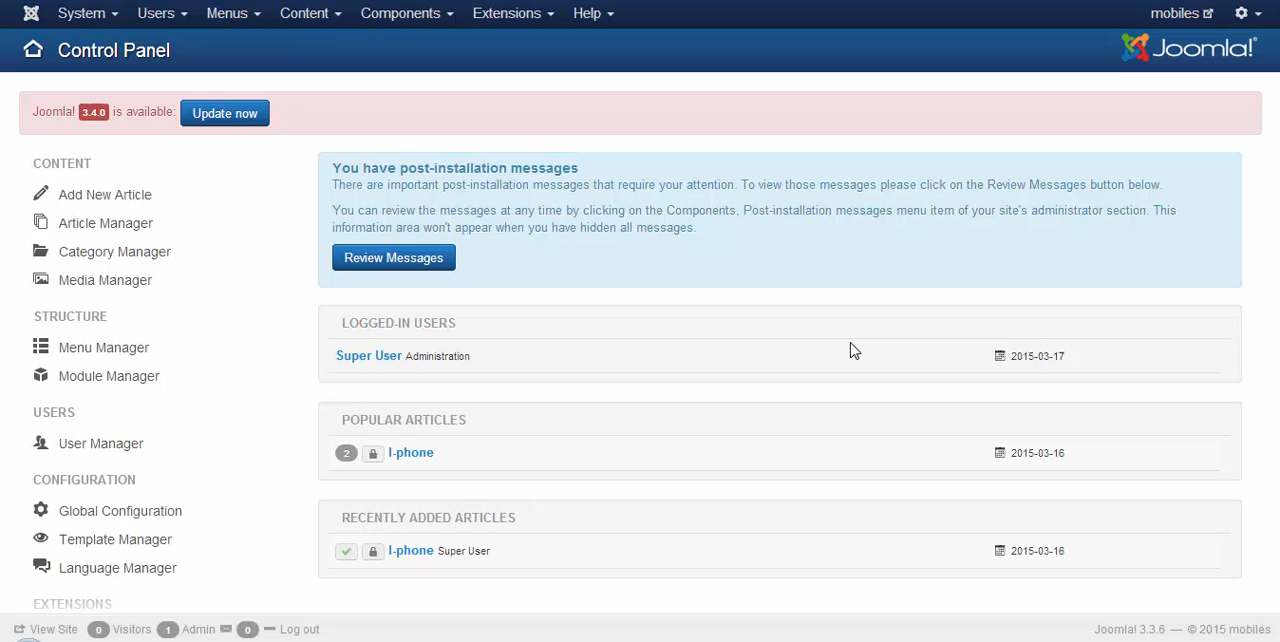 System Users Menus Content Components Extensions Help mobiles
Control Panel Joomla!®
Joomla! 3.4.0 is available: Update now
CONTENT
Add New Article
Article Manager
Category Manager
Media Manager
STRUCTURE
Menu Manager
Module Manager
USERS
User Manager
CONFIGURATION
Global Configuration
Template Manager
Language Manager
EXTENSIONS
You have post-installation messages
There are important post-installation messages that require your attention. To view those messages please click on the Review Messages button below.
You can review the messages at any time by clicking on the Components, Post-installation messages menu item of your site's administrator section. This
information area won't appear when you have hidden all messages.
Review Messages
LOGGED-IN USERS
Super User Administration 2015-03-17
POPULAR ARTICLES
2 I-phone 2015-03-16
RECENTLY ADDED ARTICLES
I-phone Super User 2015-03-16
View Site 0 Visitors 1 Admin 0 Log out Joomla! 3.3.6 — © 2015 mobiles